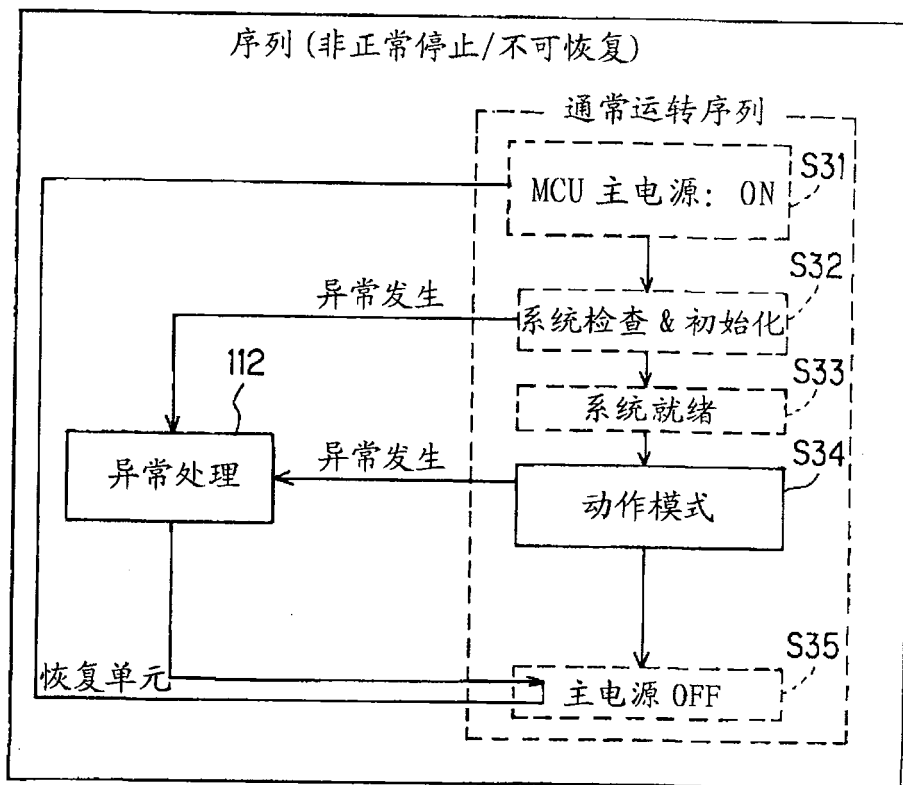 序列(非正常停止/不可恢复)
通常运转序列
S31
MCU 主电源: ON
S32
异常发生
系统检查&初始化
S33
系统就绪
112
异常处理
异常发生
S34
动作模式
S35
恢复单元
主电源 OFF